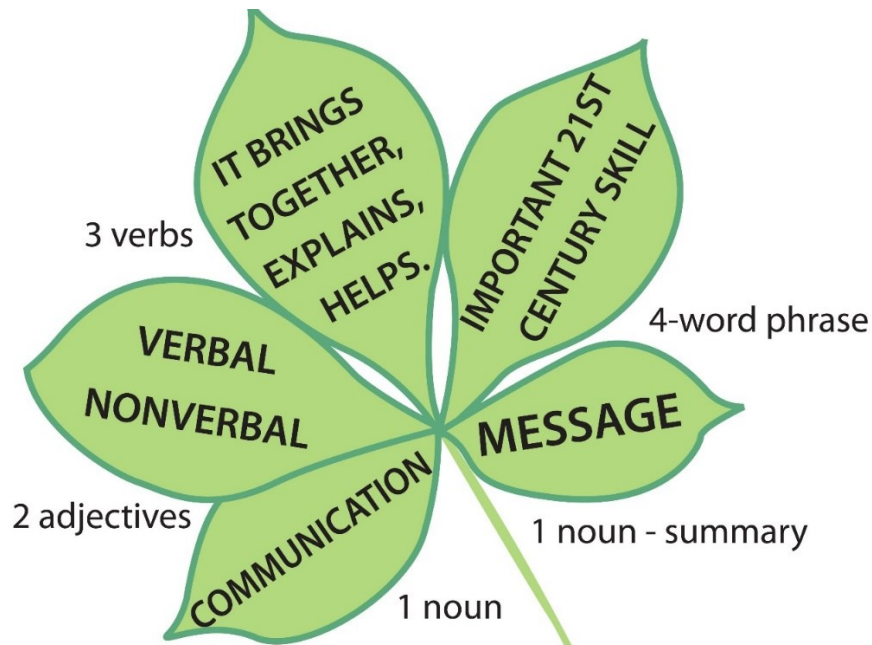 IT BRINGS
TOGETHER,
EXPLAINS,
HELPS.
3 verbs
IMPORTANT 21ST
CENTURY SKILL
4-word phrase
VERBAL
NONVERBAL
2 adjectives
MESSAGE
1 noun - summary
COMMUNICATION
1 noun